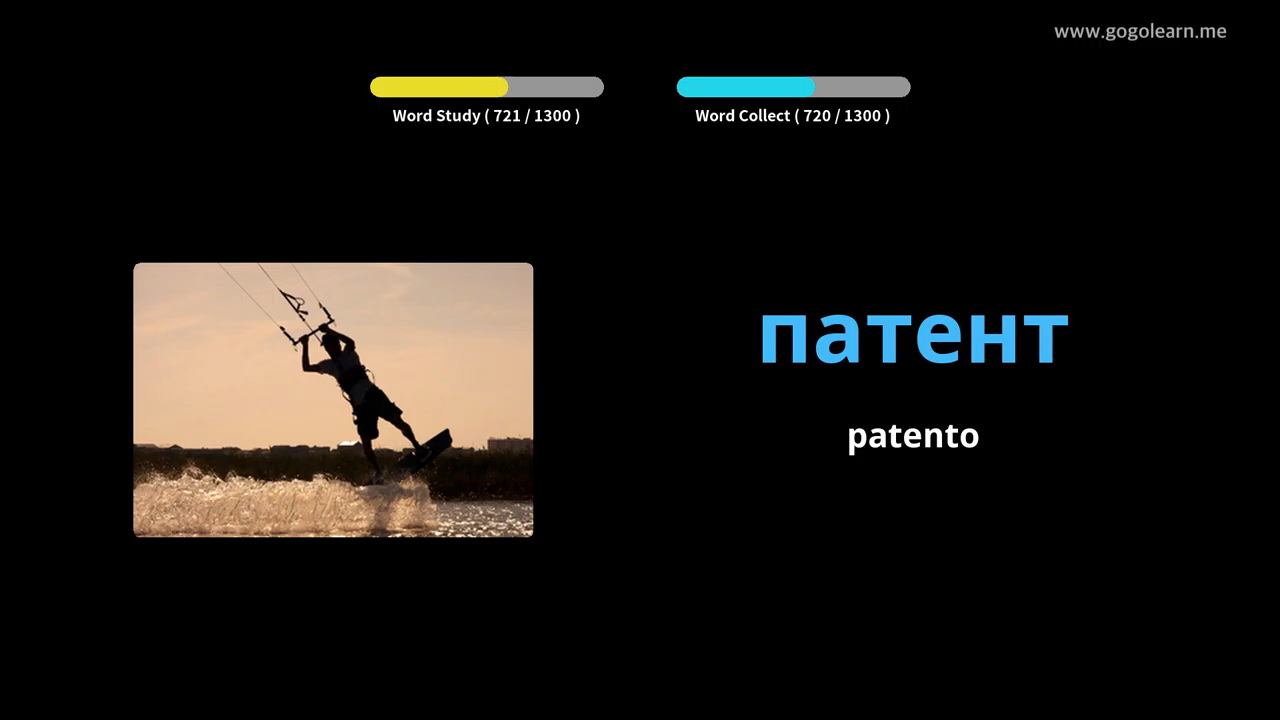 www.gogolearn.me
Word Study ( 721 / 1300 )
Word Collect ( 720 / 1300 )
патент
patento